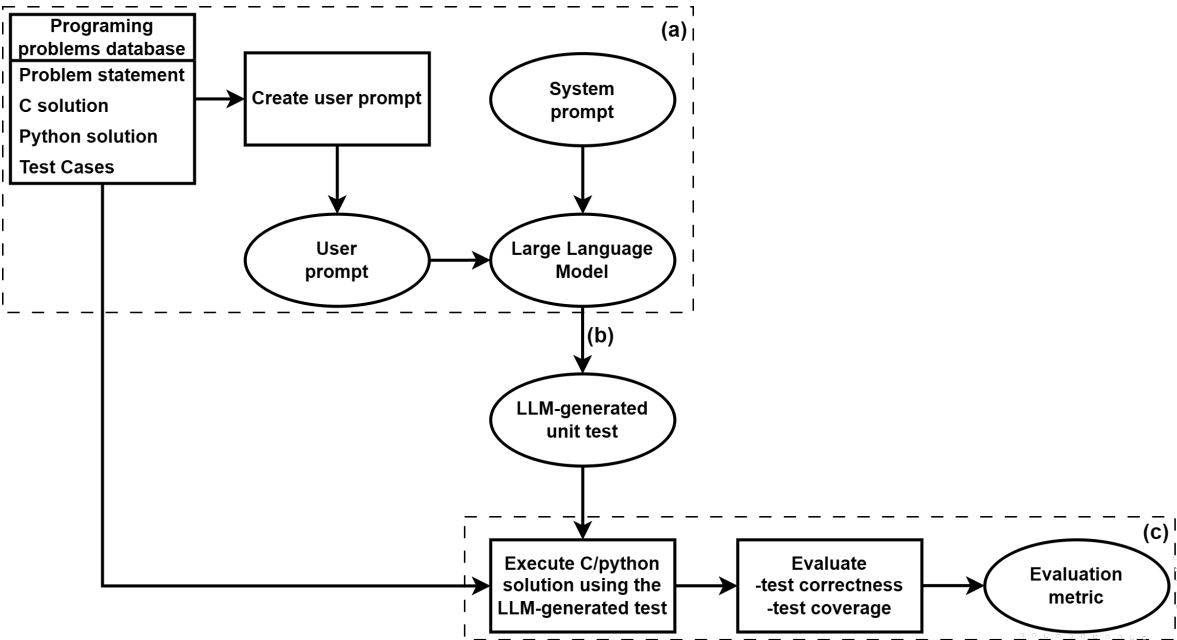 Programing
problems database
Problem statement
C solution
Python solution
Test Cases
Create user prompt
System
prompt
(a)
User
prompt
Large Language
Model
(b)
LLM-generated
unit test
(c)
Execute C/python
solution using the
LLM-generated test
Evaluate
-test correctness
-test coverage
Evaluation
metric